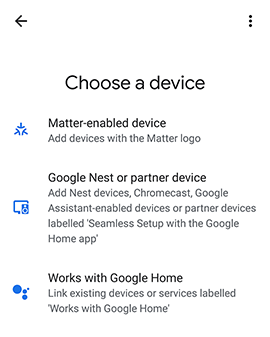 Choose a device
Matter-enabled device
Add devices with the Matter logo
Google Nest or partner device
Add Nest devices, Chromecast, Google
Assistant-enabled devices or partner devices
labelled 'Seamless Setup with the Google
Home app'
Works with Google Home
Link existing devices or services labelled
'Works with Google Home'